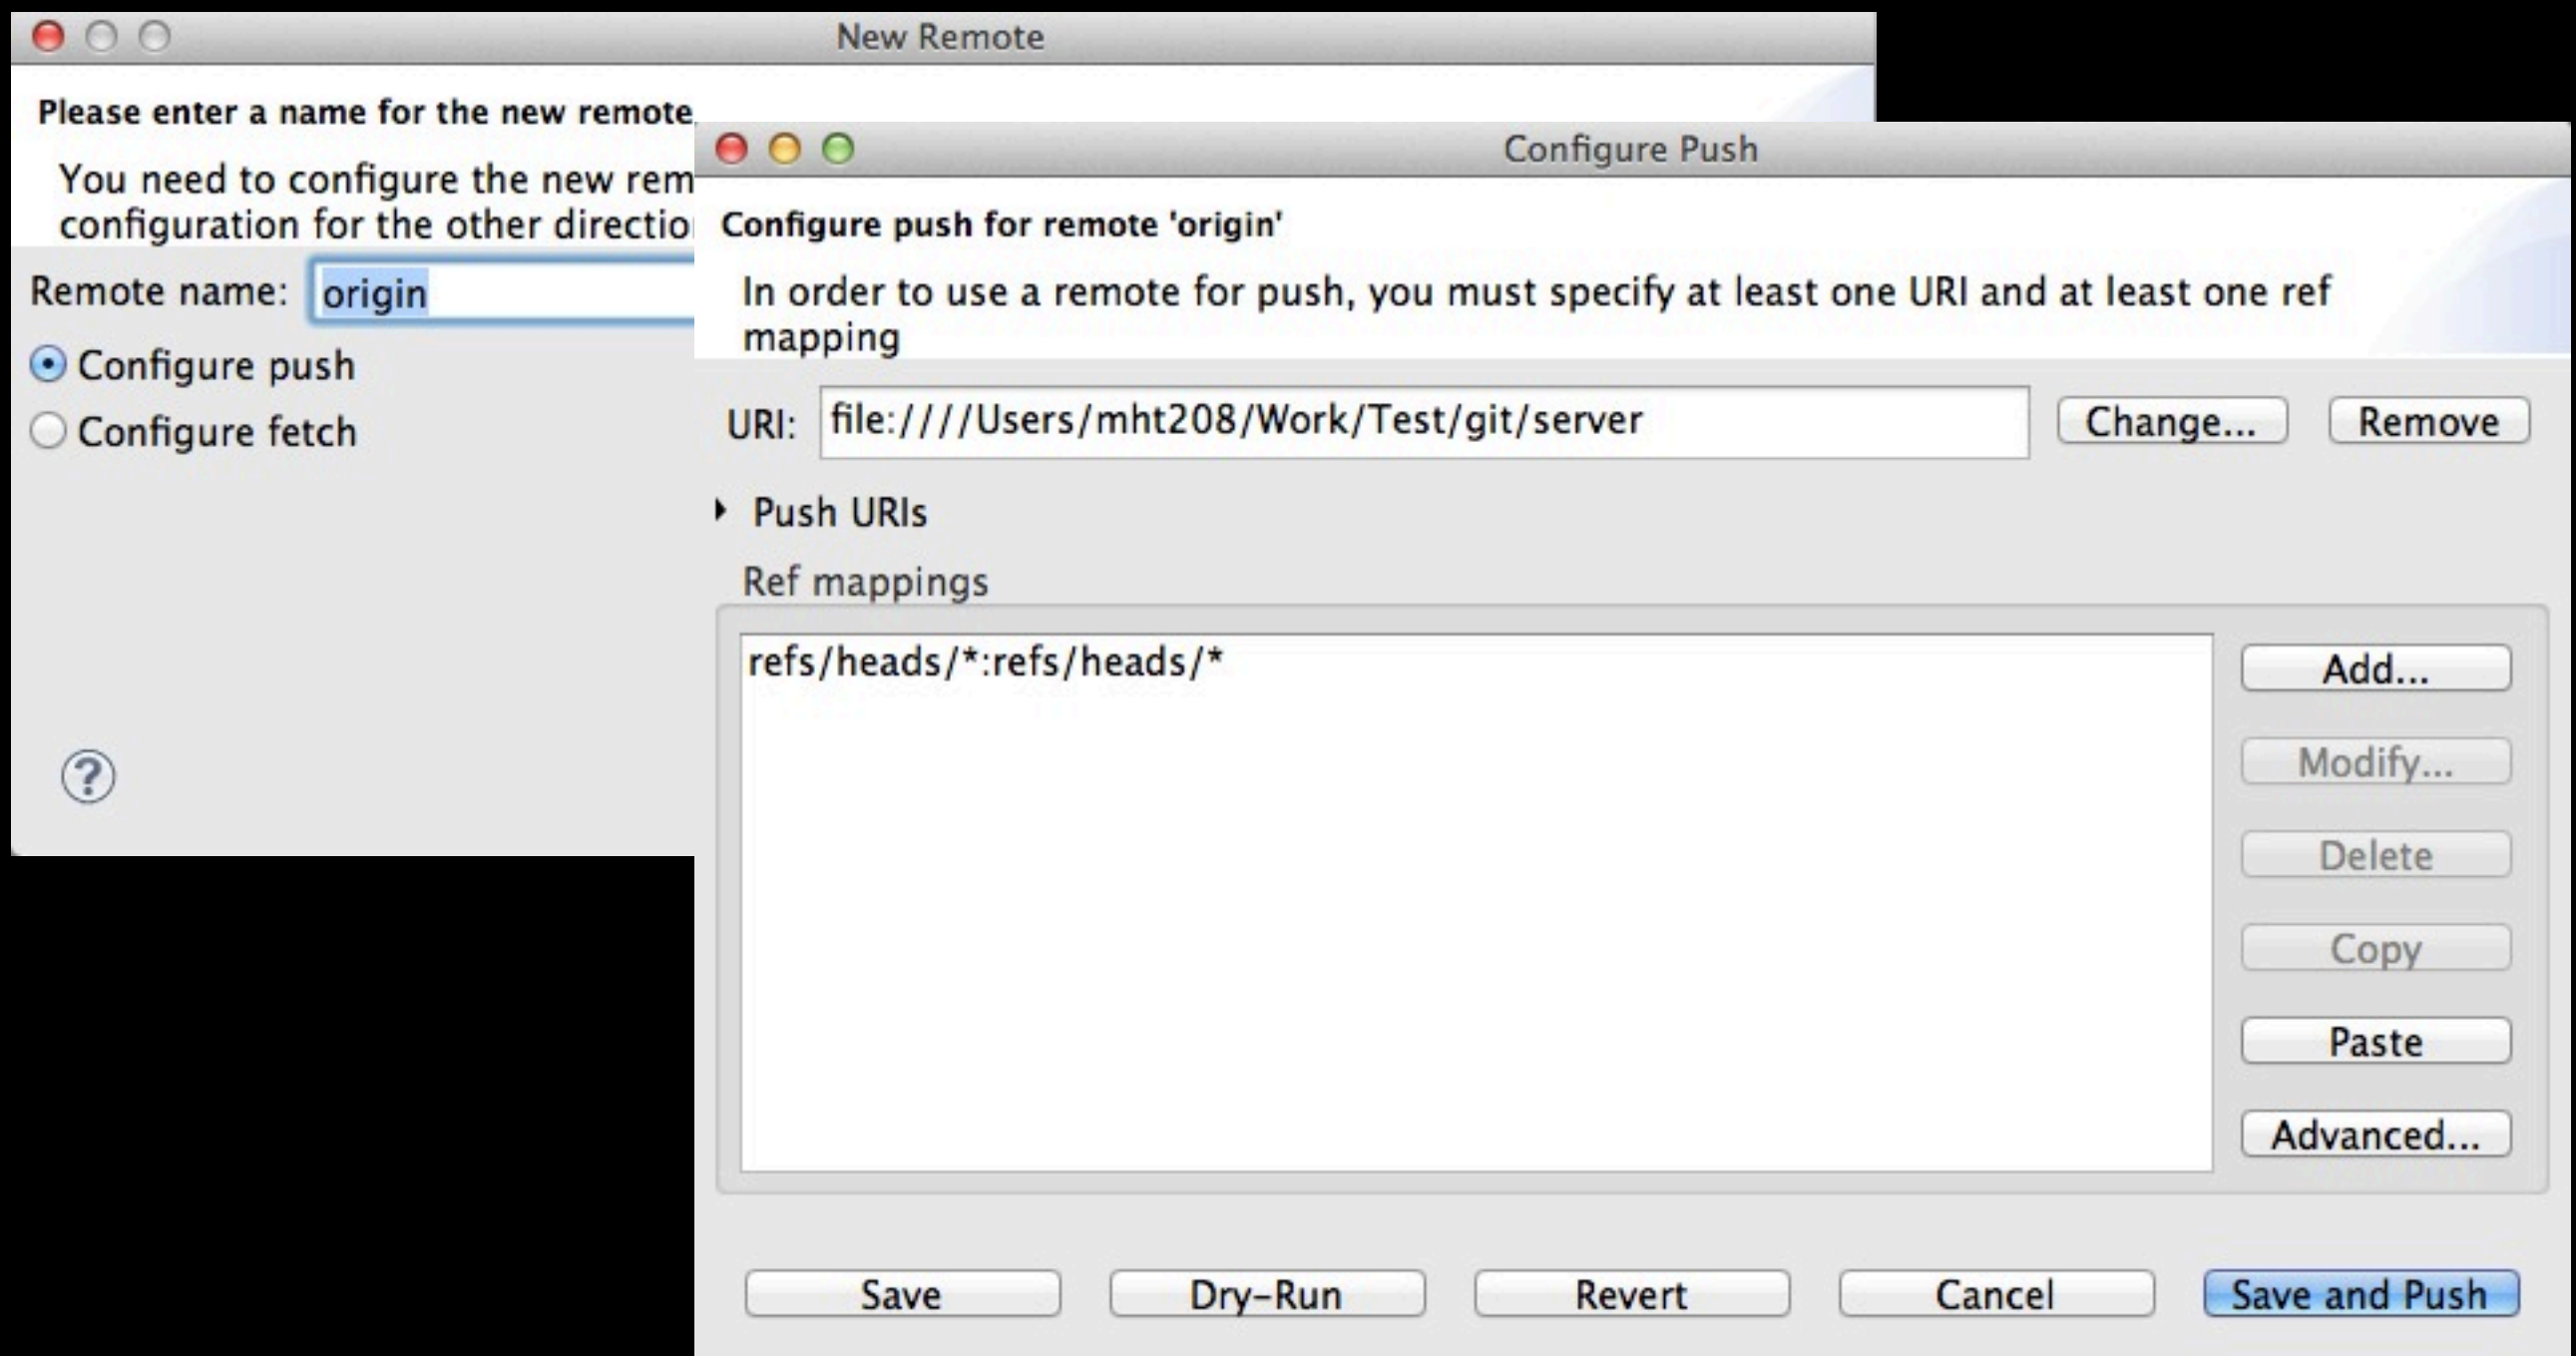 New Remote
Please enter a name for the new remote
You need to configure the new rem
configuration for the other directio
Remote name: origin
Configure push
Configure fetch
?
Configure Push
Configure push for remote 'origin'
In order to use a remote for push, you must specify at least one URI and at least one ref
mapping
URI: file:////Users/mht208/Work/Test/git/server
Change...
Remove
Push URIs
Ref mappings
refs/heads/*:refs/heads/*
Add...
Modify...
Delete
Copy
Paste
Advanced...
Save
Dry-Run
Revert
Cancel
Save and Push